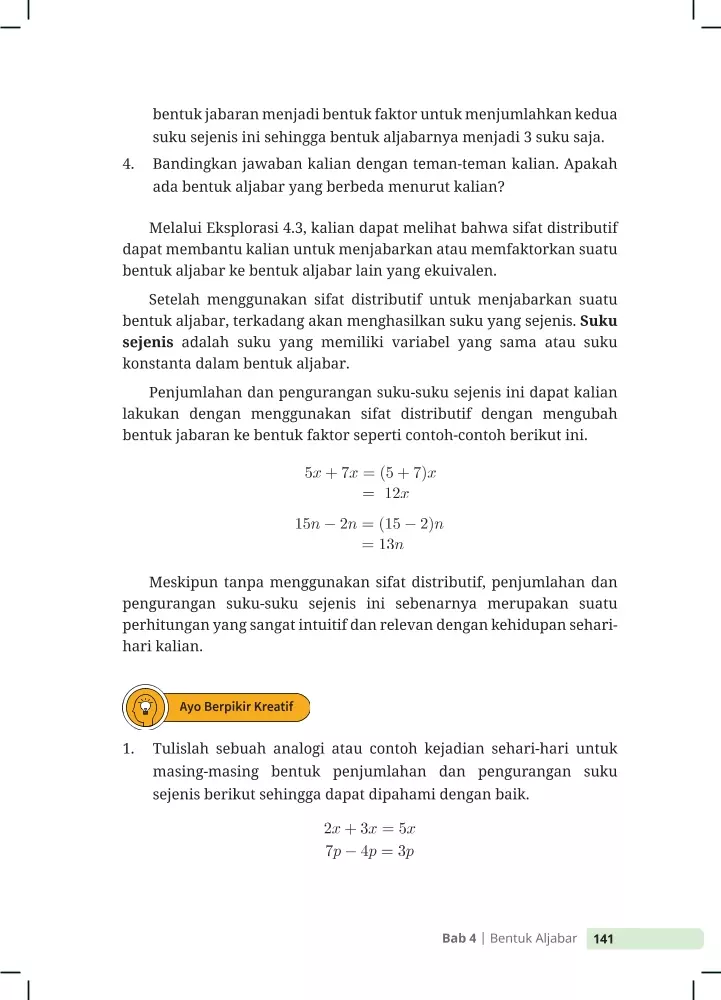 bentuk jabaran menjadi bentuk faktor untuk menjumlahkan kedua
suku sejenis ini sehingga bentuk aljabarnya menjadi 3 suku saja.
4. Bandingkan jawaban kalian dengan teman-teman kalian. Apakah
ada bentuk aljabar yang berbeda menurut kalian?
Melalui Eksplorasi 4.3, kalian dapat melihat bahwa sifat distributif
dapat membantu kalian untuk menjabarkan atau memfaktorkan suatu
bentuk aljabar ke bentuk aljabar lain yang ekuivalen.
Setelah menggunakan sifat distributif untuk menjabarkan suatu
bentuk aljabar, terkadang akan menghasilkan suku yang sejenis. Suku
sejenis adalah suku yang memiliki variabel yang sama atau suku
konstanta dalam bentuk aljabar.
Penjumlahan dan pengurangan suku-suku sejenis ini dapat kalian
lakukan dengan menggunakan sifat distributif dengan mengubah
bentuk jabaran ke bentuk faktor seperti contoh-contoh berikut ini.
5x + 7x = (5 + 7)x
= 12x
15n − 2n = (15 − 2)n
= 13n
Meskipun tanpa menggunakan sifat distributif, penjumlahan dan
pengurangan suku-suku sejenis ini sebenarnya merupakan suatu
perhitungan yang sangat intuitif dan relevan dengan kehidupan sehari-
hari kalian.
Ayo Berpikir Kreatif
1. Tulislah sebuah analogi atau contoh kejadian sehari-hari untuk
masing-masing bentuk penjumlahan dan pengurangan suku
sejenis berikut sehingga dapat dipahami dengan baik.
2x + 3x = 5x
7p − 4p = 3p
Bab 4 | Bentuk Aljabar 141